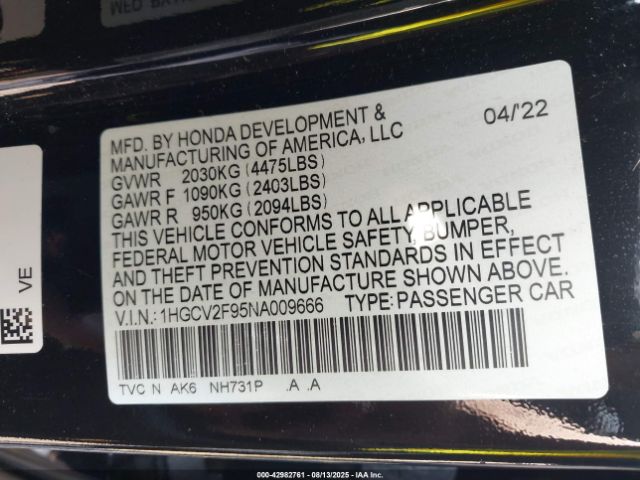 MFD. BY HONDA DEVELOPMENT & 04/'22
MANUFACTURING OF AMERICA, LLC
GVWR 2030KG (4475LBS)
GAWR F 1090KG (2403LBS)
GAWR R 950KG (2094LBS)
THIS VEHICLE CONFORMS TO ALL APPLICABLE
FEDERAL MOTOR VEHICLE SAFETY, BUMPER,
AND THEFT PREVENTION STANDARDS IN EFFECT
ON THE DATE OF MANUFACTURE SHOWN ABOVE.
V.I.N.: 1HGCV2F95NA009666 TYPE: PASSENGER CAR
TVC N AK6 NH731P .A .A
VE
000-42982761 - 08/13/2025 - IAA Inc.